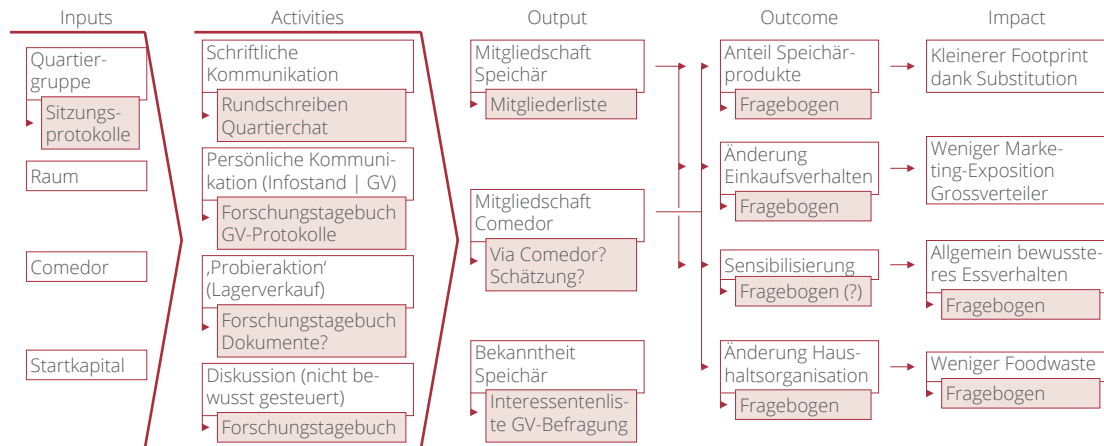 Inputs
Activities
Output
Outcome
Impact
Quartier-
gruppe
Sitzungs-
protokolle
Raum
Comedor
Startkapital
Schriftliche
Kommunikation
Rundschreiben
Quartierchat
Persönliche Kommuni-
kation (Infostand | GV)
Forschungstagebuch
GV-Protokolle
‚Probieraktion‘
(Lagerverkauf)
Forschungstagebuch
Dokumente?
Diskussion (nicht be-
wusst gesteuert)
Forschungstagebuch
Mitgliedschaft
Speichär
Mitgliederliste
Mitgliedschaft
Comedor
Via Comedor?
Schätzung?
Bekanntheit
Speichär
Interessentenlis-
te GV-Befragung
Anteil Speichär-
produkte
Fragebogen
Änderung
Einkaufsverhalten
Fragebogen
Sensibilisierung
Fragebogen (?)
Änderung Haus-
haltsorganisation
Fragebogen
Kleinerer Footprint
dank Substitution
Weniger Marke-
ting-Exposition
Grossverteiler
Allgemein bewusste-
res Essverhalten
Fragebogen
Weniger Foodwaste
Fragebogen